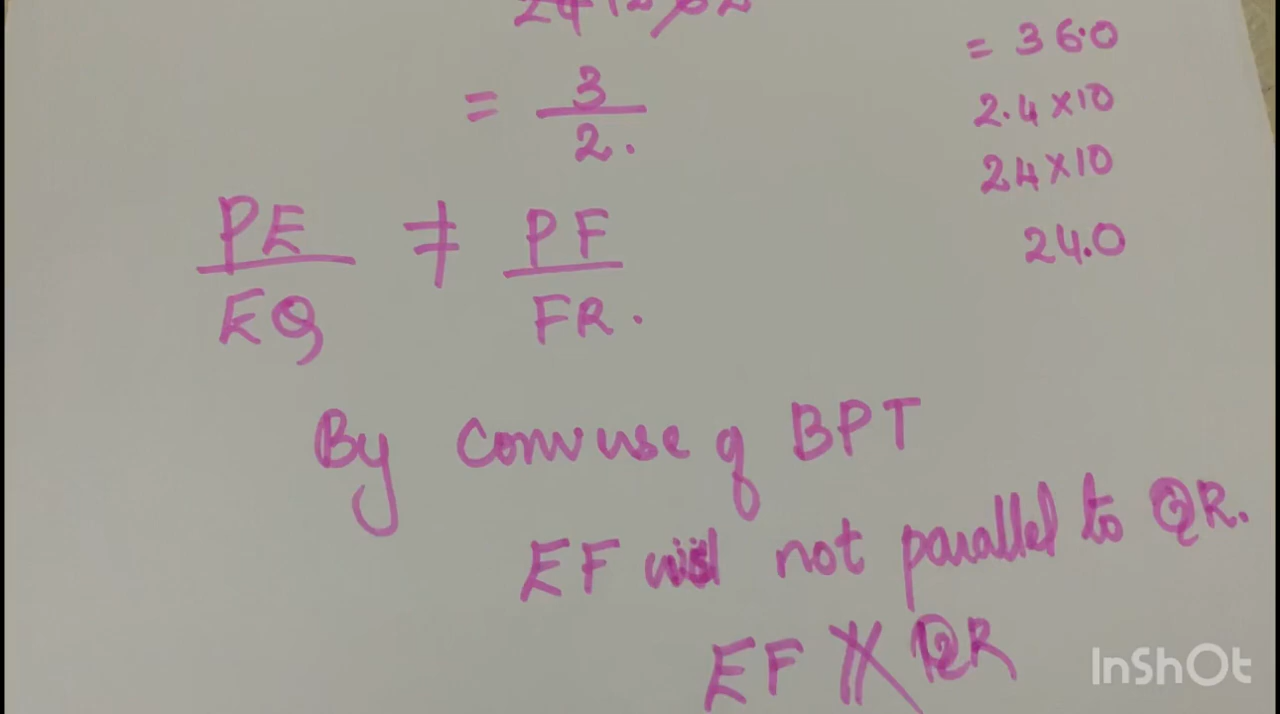 = 3/2.
= 36.0
2.4×10
24×10
24.0
PE/EQ ≠ PF/FR.
By converse of BPT
EF not parallel to QR.
EF ∦ QR
InShOt